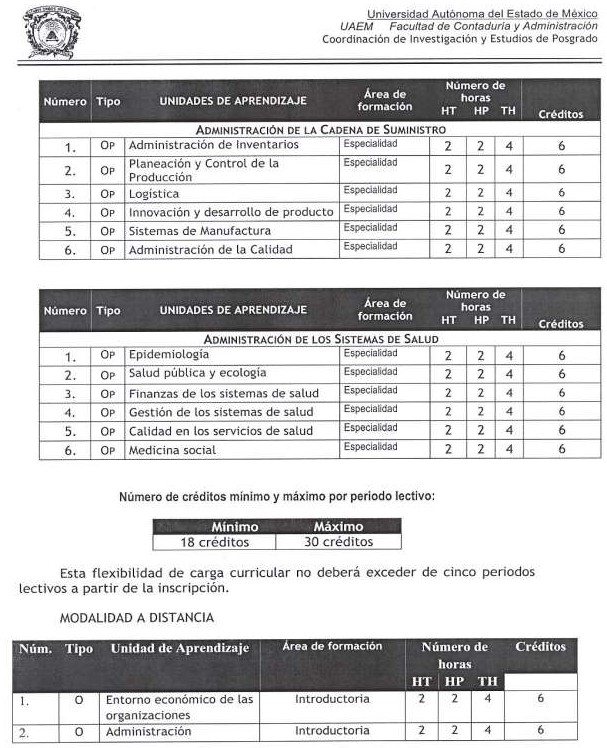 Universidad Autónoma del Estado de México
UAEM Facultad de Contaduría y Administración
Coordinación de Investigación y Estudios de Posgrado
Número Tipo UNIDADES DE APRENDIZAJE Área de formación Número de horas HT HP TH Créditos
ADMINISTRACIÓN DE LA CADENA DE SUMINISTRO
1. OP Administración de Inventarios Especialidad 2 2 4 6
2. OP Planeación y Control de la Producción Especialidad 2 2 4 6
3. OP Logística Especialidad 2 2 4 6
4. OP Innovación y desarrollo de producto Especialidad 2 2 4 6
5. OP Sistemas de Manufactura Especialidad 2 2 4 6
6. OP Administración de la Calidad Especialidad 2 2 4 6
Número Tipo UNIDADES DE APRENDIZAJE Área de formación Número de horas HT HP TH Créditos
ADMINISTRACIÓN DE LOS SISTEMAS DE SALUD
1. OP Epidemiología Especialidad 2 2 4 6
2. OP Salud pública y ecología Especialidad 2 2 4 6
3. OP Finanzas de los sistemas de salud Especialidad 2 2 4 6
4. OP Gestión de los sistemas de salud Especialidad 2 2 4 6
5. OP Calidad en los servicios de salud Especialidad 2 2 4 6
6. OP Medicina social Especialidad 2 2 4 6
Número de créditos mínimo y máximo por periodo lectivo:
Mínimo Máximo
18 créditos 30 créditos
Esta flexibilidad de carga curricular no deberá exceder de cinco periodos
lectivos a partir de la inscripción.
MODALIDAD A DISTANCIA
Núm. Tipo Unidad de Aprendizaje Área de formación Número de horas HT HP TH Créditos
1. O Entorno económico de las organizaciones Introductoria 2 2 4 6
2. O Administración Introductoria 2 2 4 6